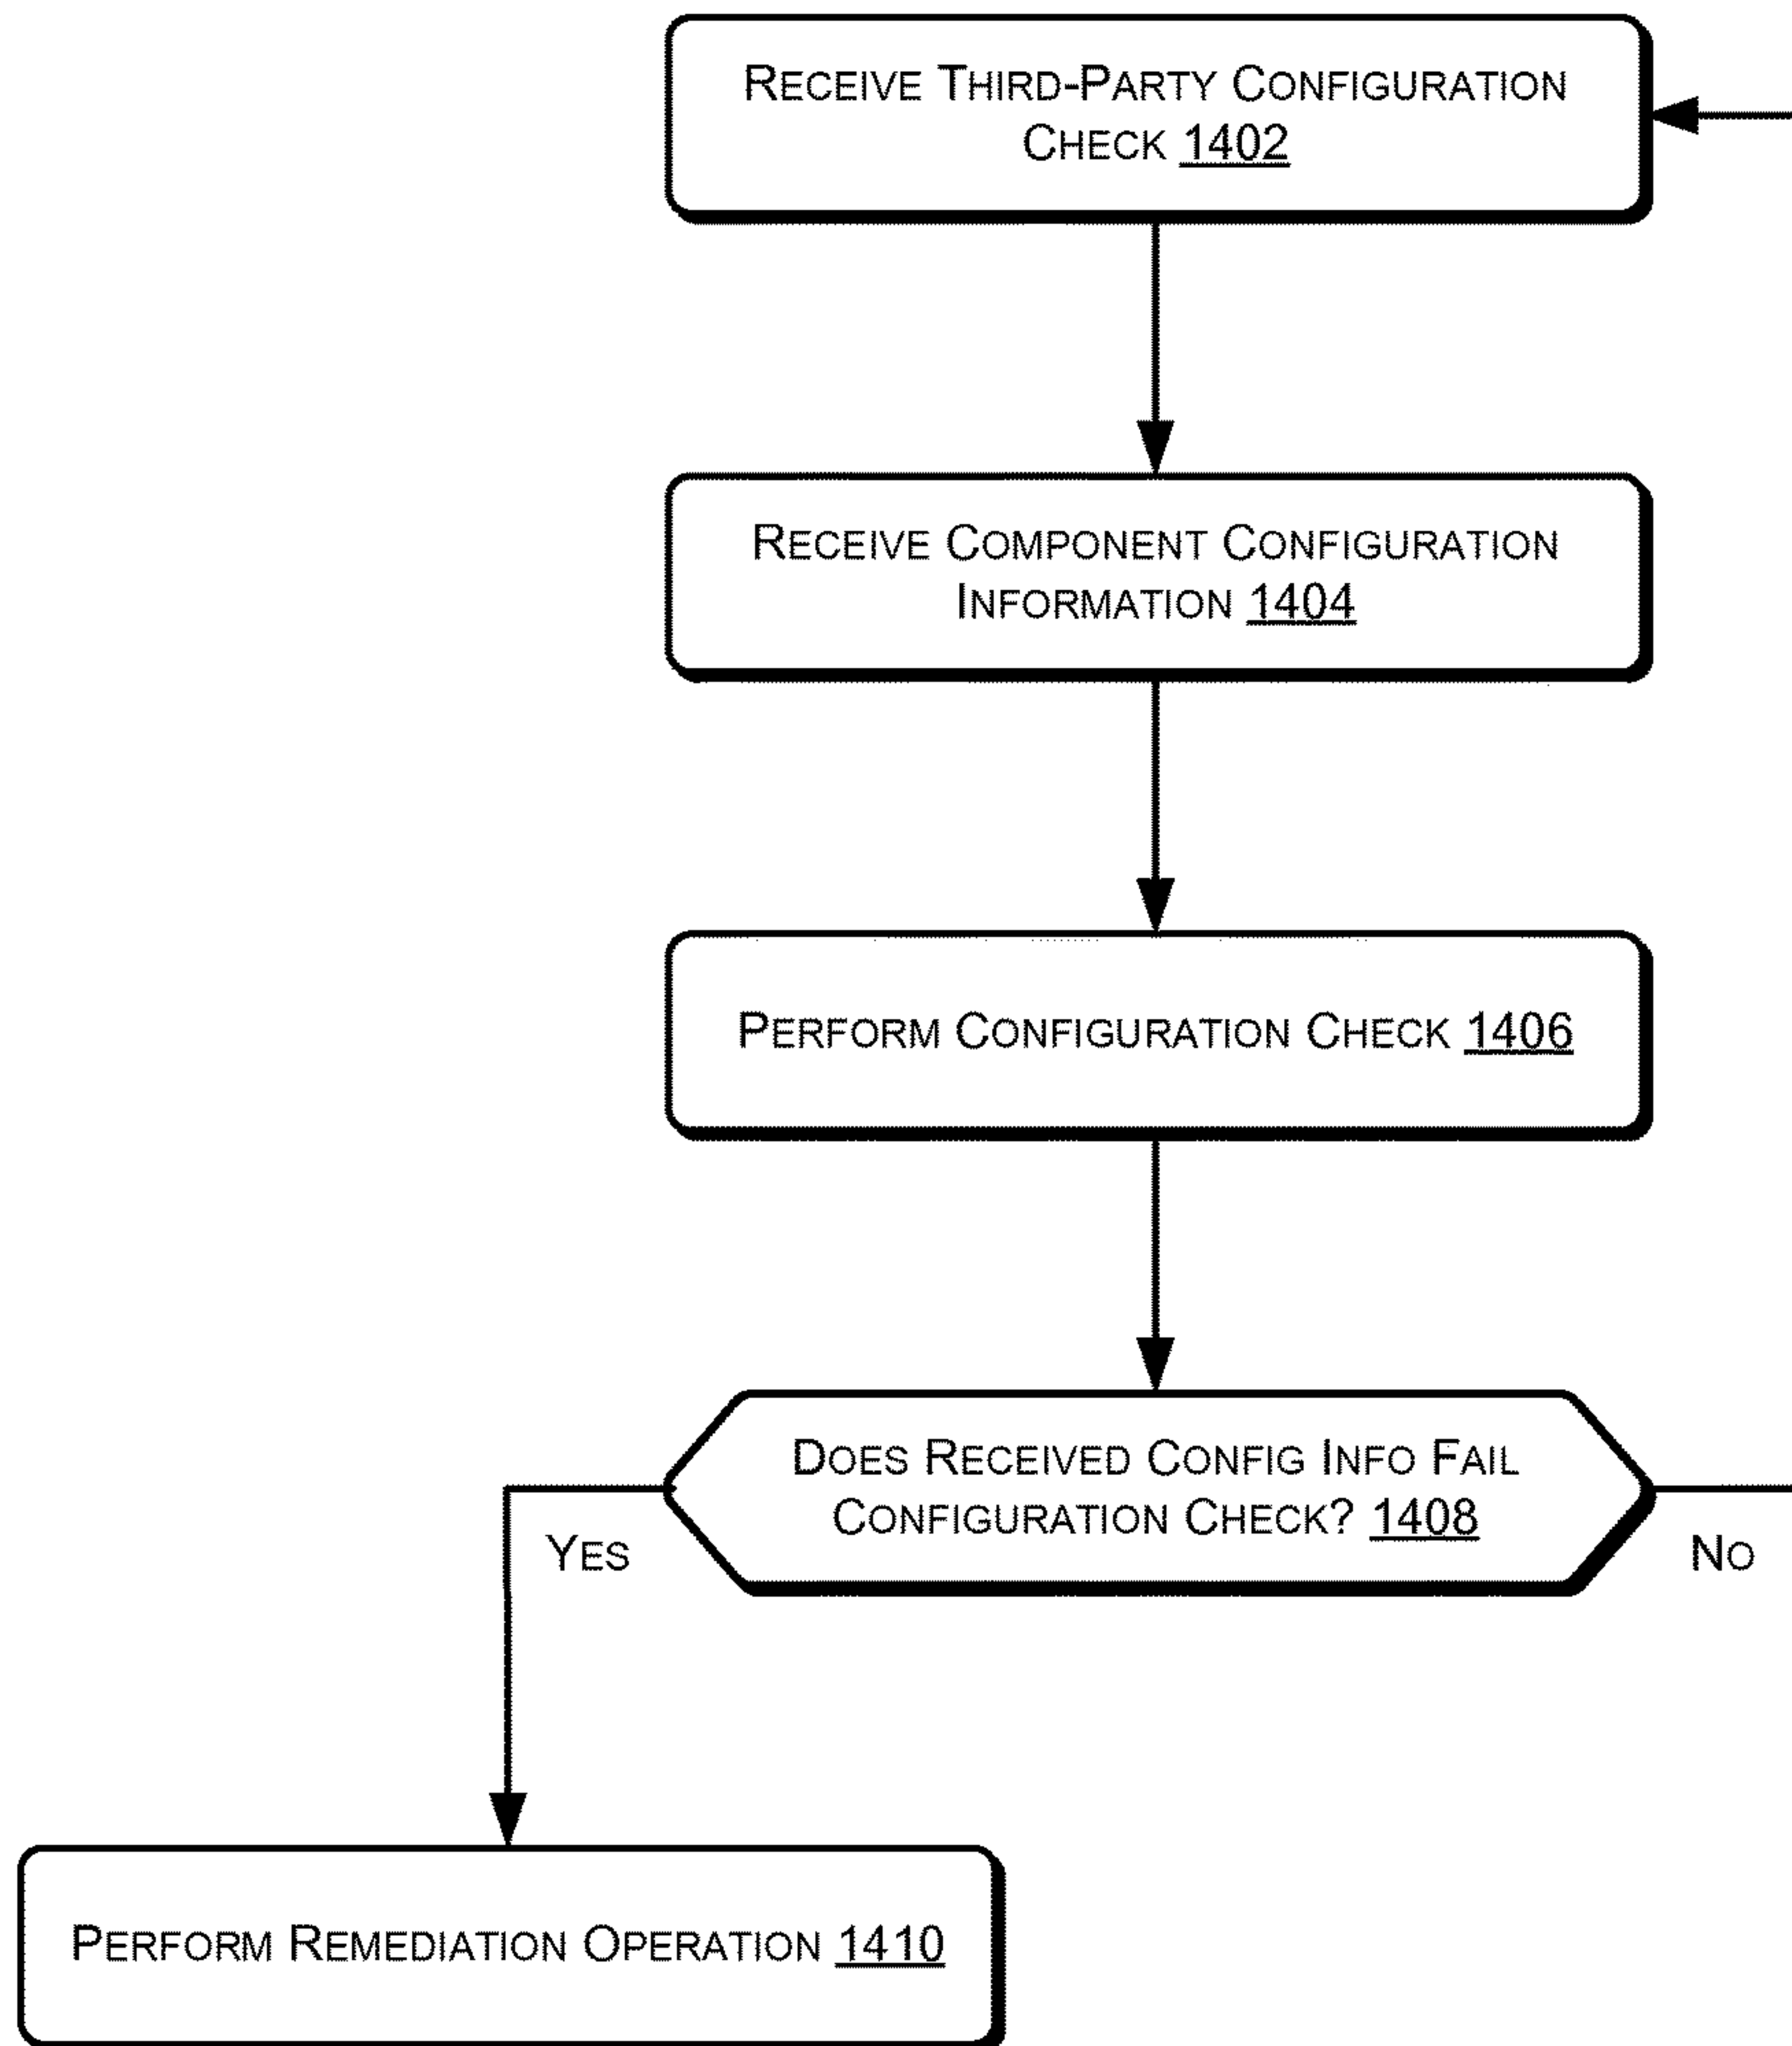 RECEIVE THIRD-PARTY CONFIGURATION
CHECK 1402
RECEIVE COMPONENT CONFIGURATION
INFORMATION 1404
PERFORM CONFIGURATION CHECK 1406
DOES RECEIVED CONFIG INFO FAIL
CONFIGURATION CHECK? 1408
YES
NO
PERFORM REMEDIATION OPERATION 1410